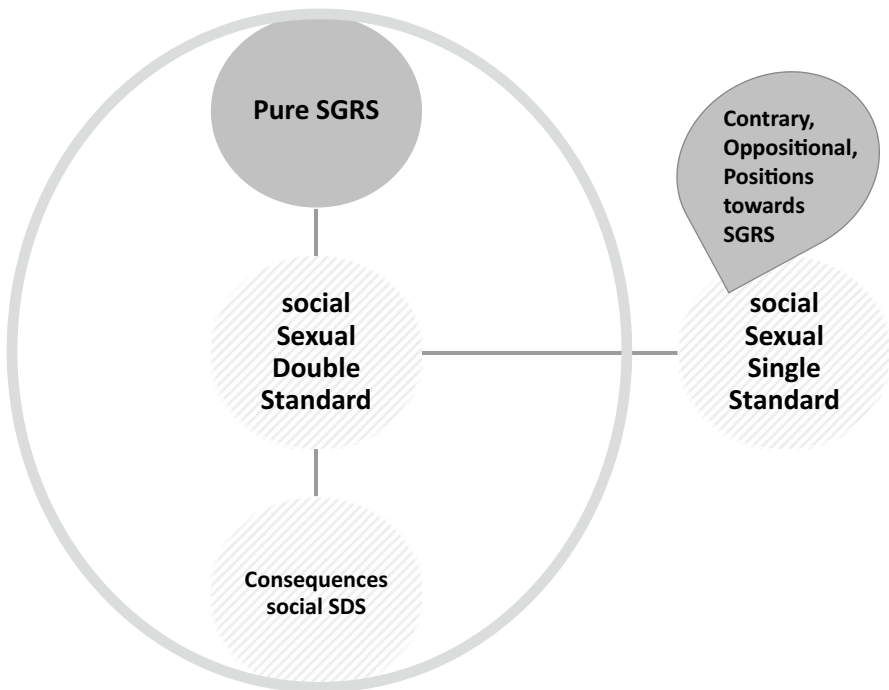 Pure SGRS
Contrary,
Oppositional,
Positions
towards
SGRS
social
Sexual
Double
Standard
social
Sexual
Single
Standard
Consequences
social SDS